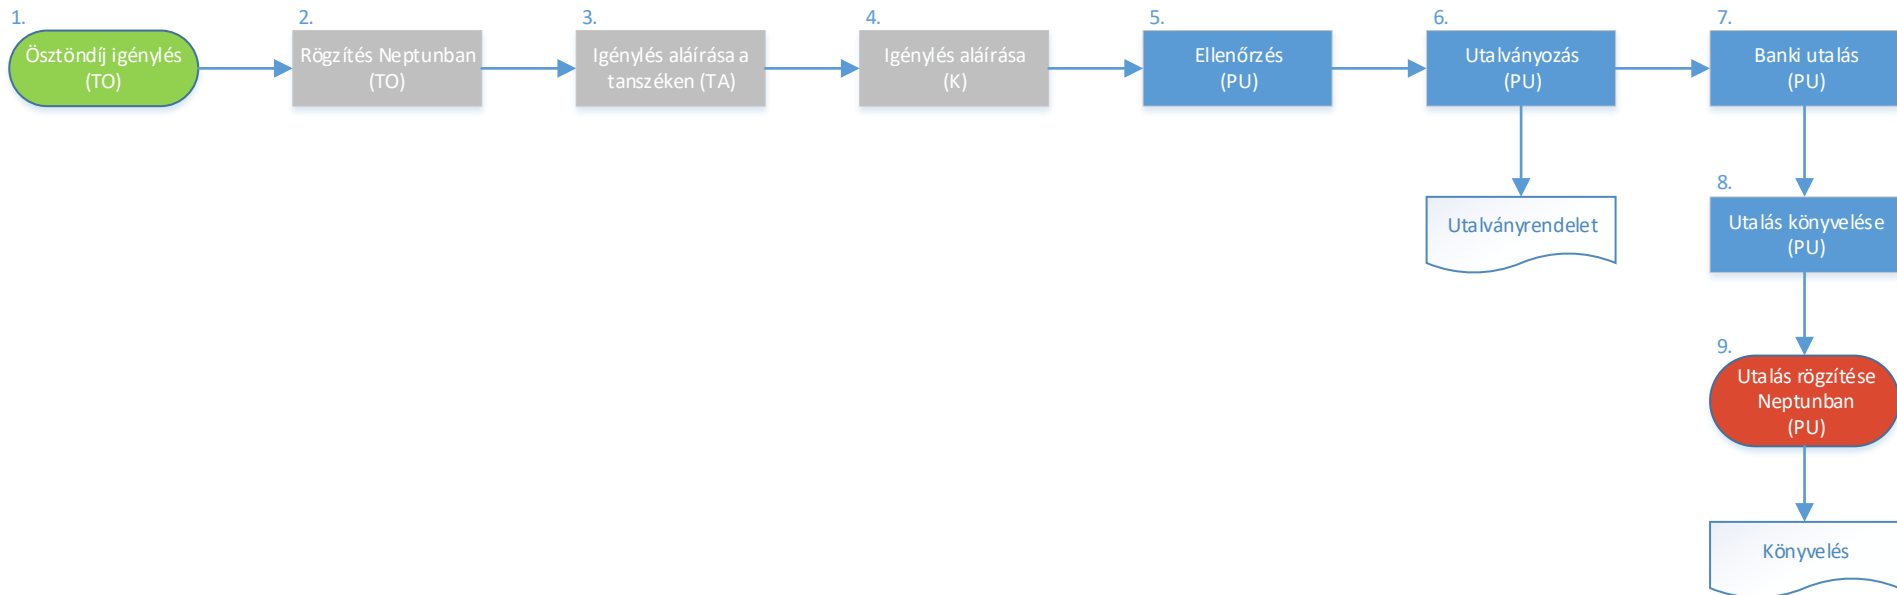 1.
Ösztöndíj igénylés
(TO)
2.
Rögzítés Neptunban
(TO)
3.
Igénylés aláírása a
tanszéken (TA)
4.
Igénylés aláírása
(K)
5.
Ellenőrzés
(PU)
6.
Utalványozás
(PU)
7.
Banki utalás
(PU)
Utalványrendelet
8.
Utalás könyvelése
(PU)
9.
Utalás rögzítése
Neptunban
(PU)
Könyvelés